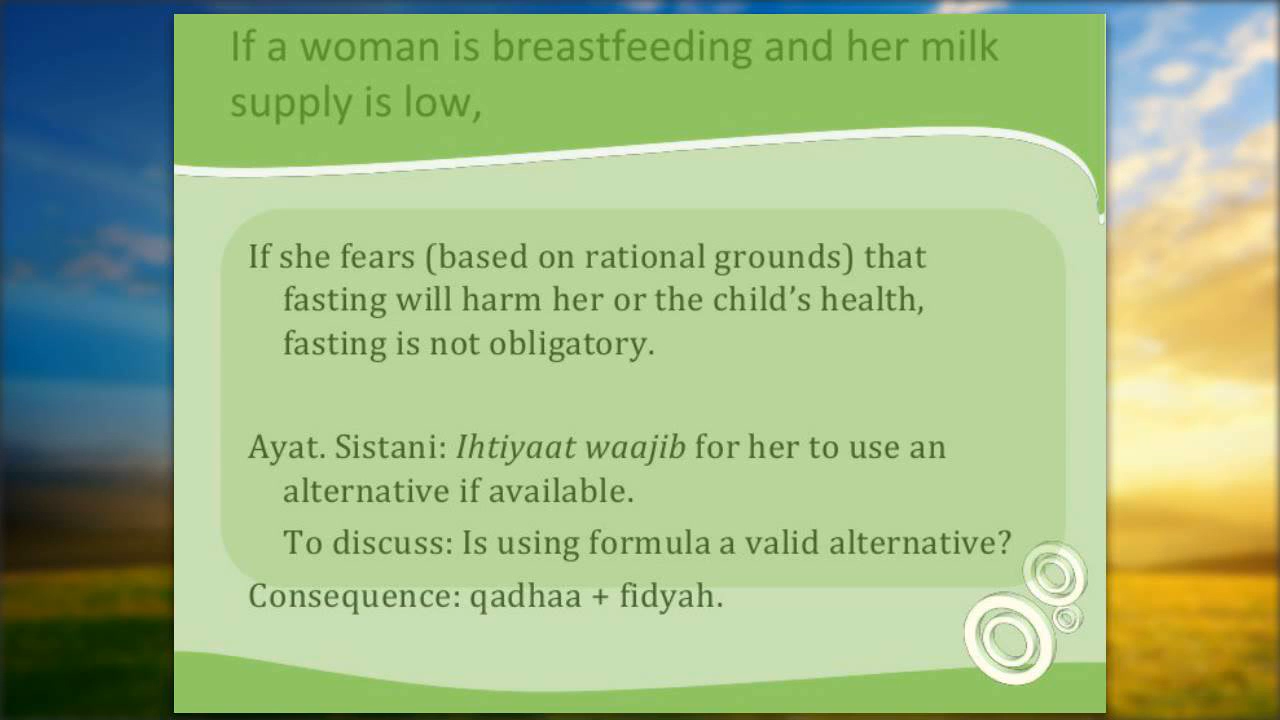 If a woman is breastfeeding and her milk
supply is low,
If she fears (based on rational grounds) that
fasting will harm her or the child’s health,
fasting is not obligatory.
Ayat. Sistani: Ihtiyaat waajib for her to use an
alternative if available.
To discuss: Is using formula a valid alternative?
Consequence: qadhaa + fidyah.